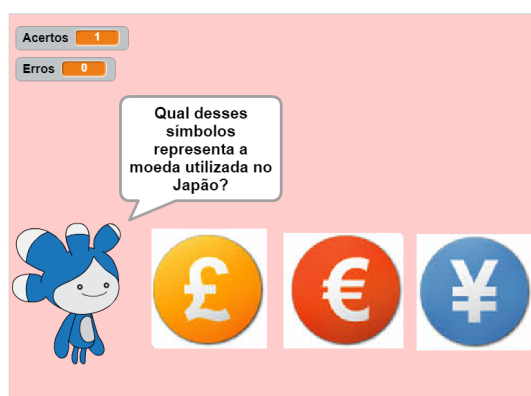 Acertos 1
Erros 0
Qual desses
símbolos
representa a
moeda utilizada no
Japão?
£ € ¥